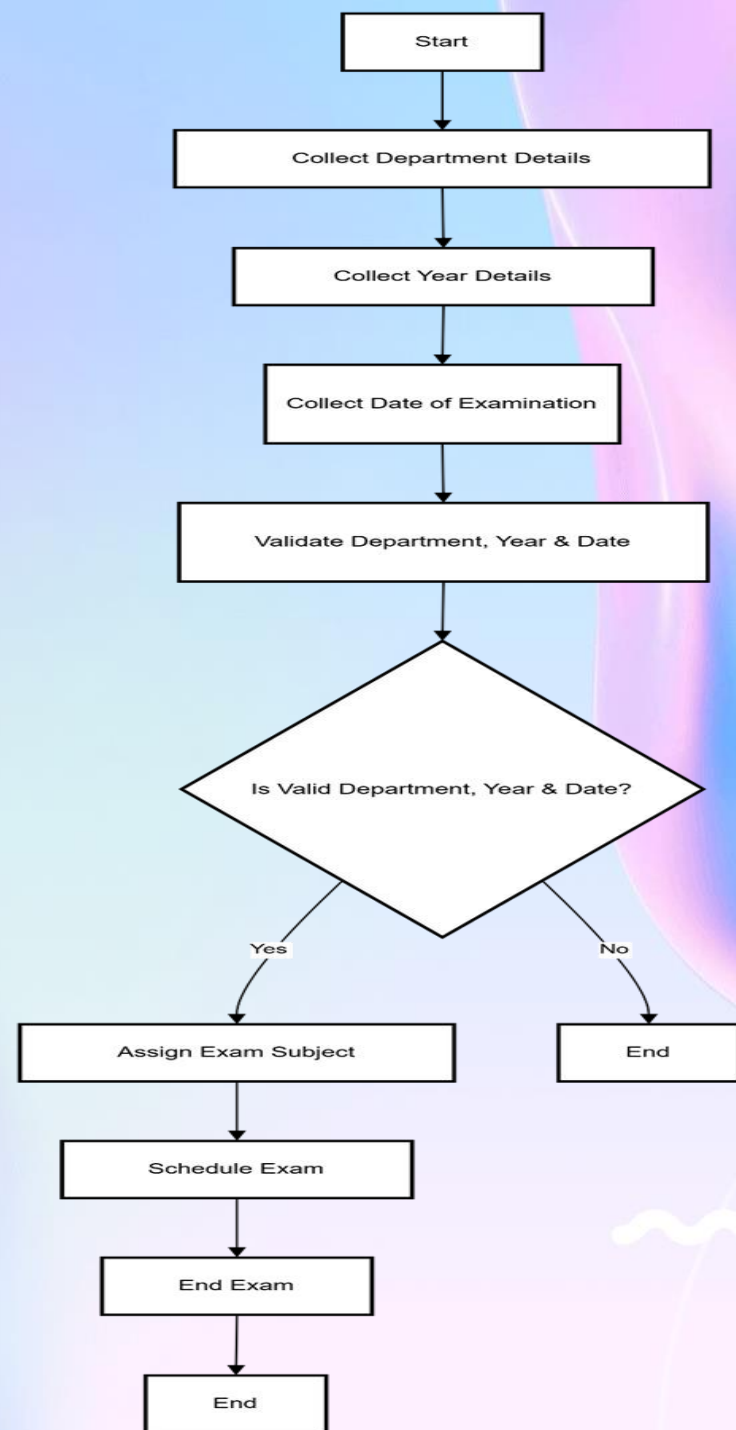 Start
Collect Department Details
Collect Year Details
Collect Date of Examination
Validate Department, Year & Date
Is Valid Department, Year & Date?
Yes
No
Assign Exam Subject
End
Schedule Exam
End Exam
End